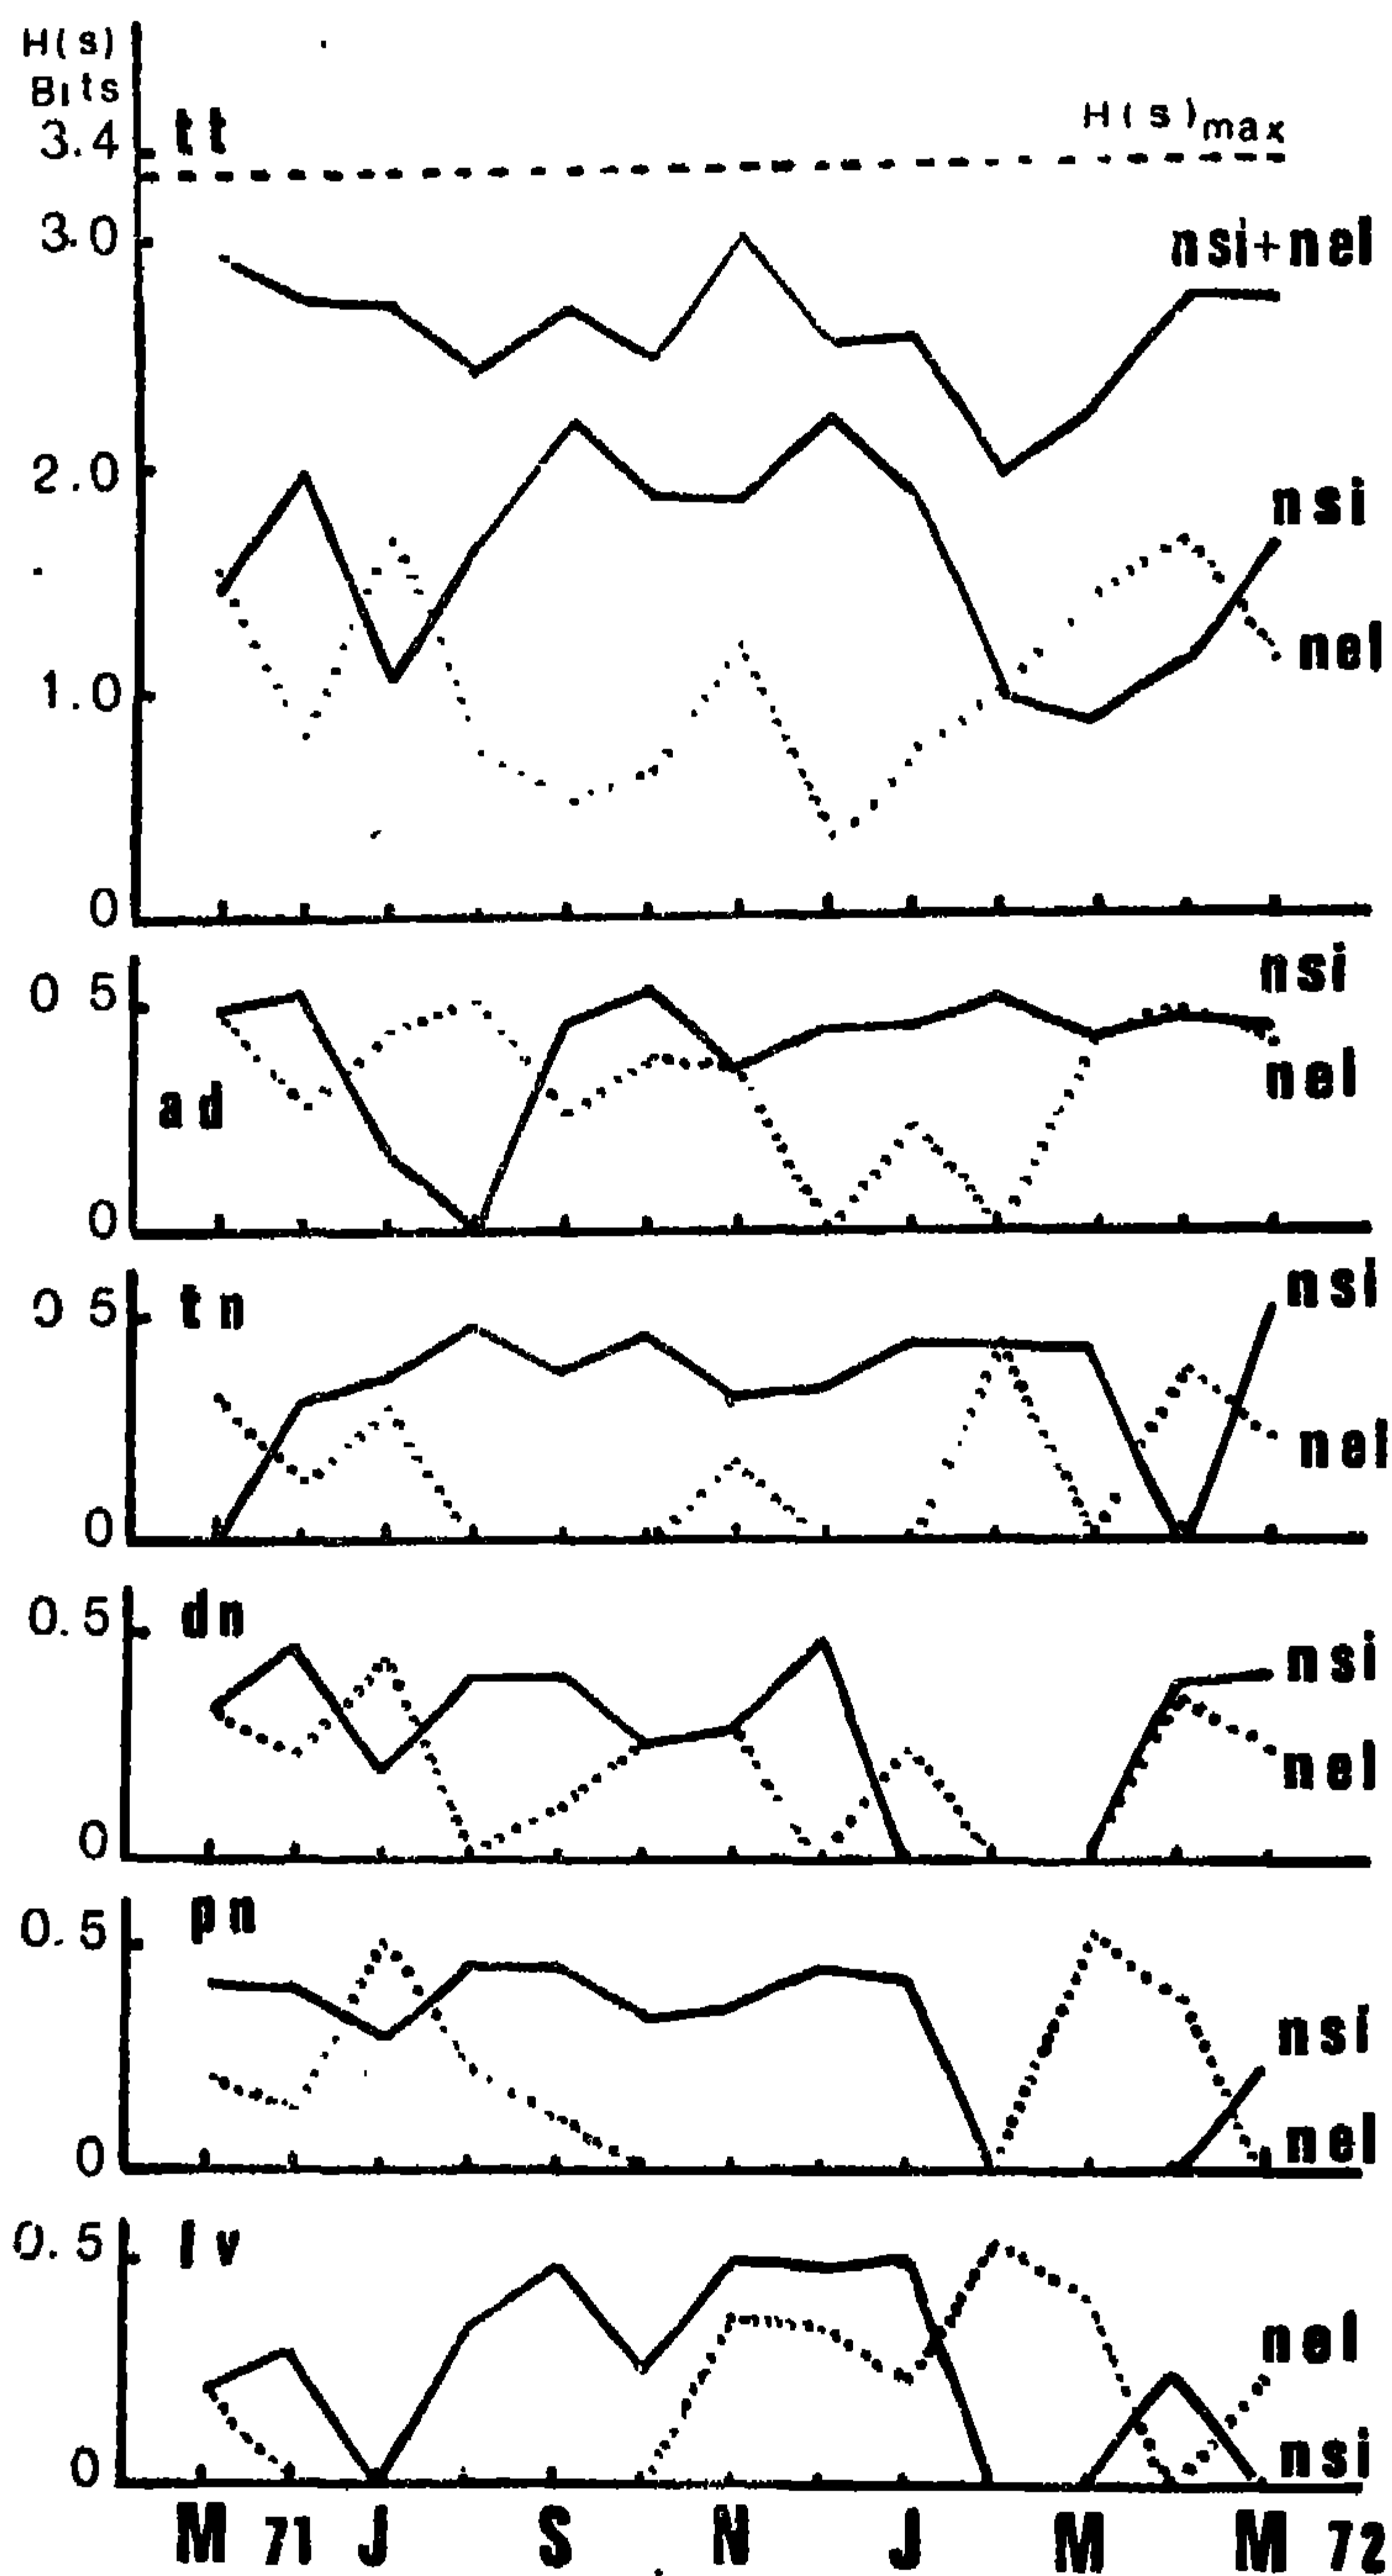 H(s)
Bits
3.4 tt H(s)max
3.0 nsi+nel
2.0 nsi
1.0 nel
0
0 5 nsi
ad nel
0
0 5 tn nsi
nel
0
0.5 dn nsi
nel
0
0.5 pn
nsi
0 nel
0.5 lv
nel
0 nsi
M 71 J S N J M M 72